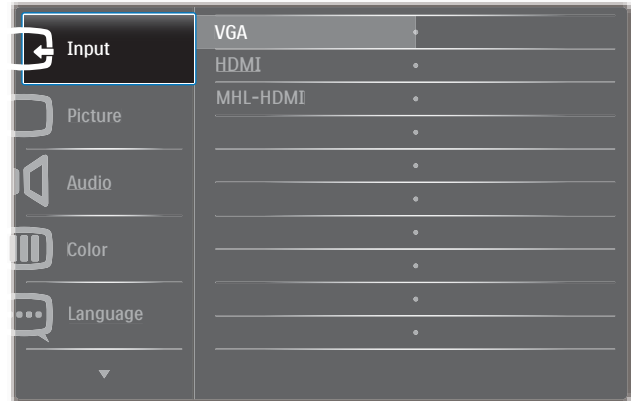 Input
Picture
Audio
Color
Language
VGA
HDMI
MHL-HDMI